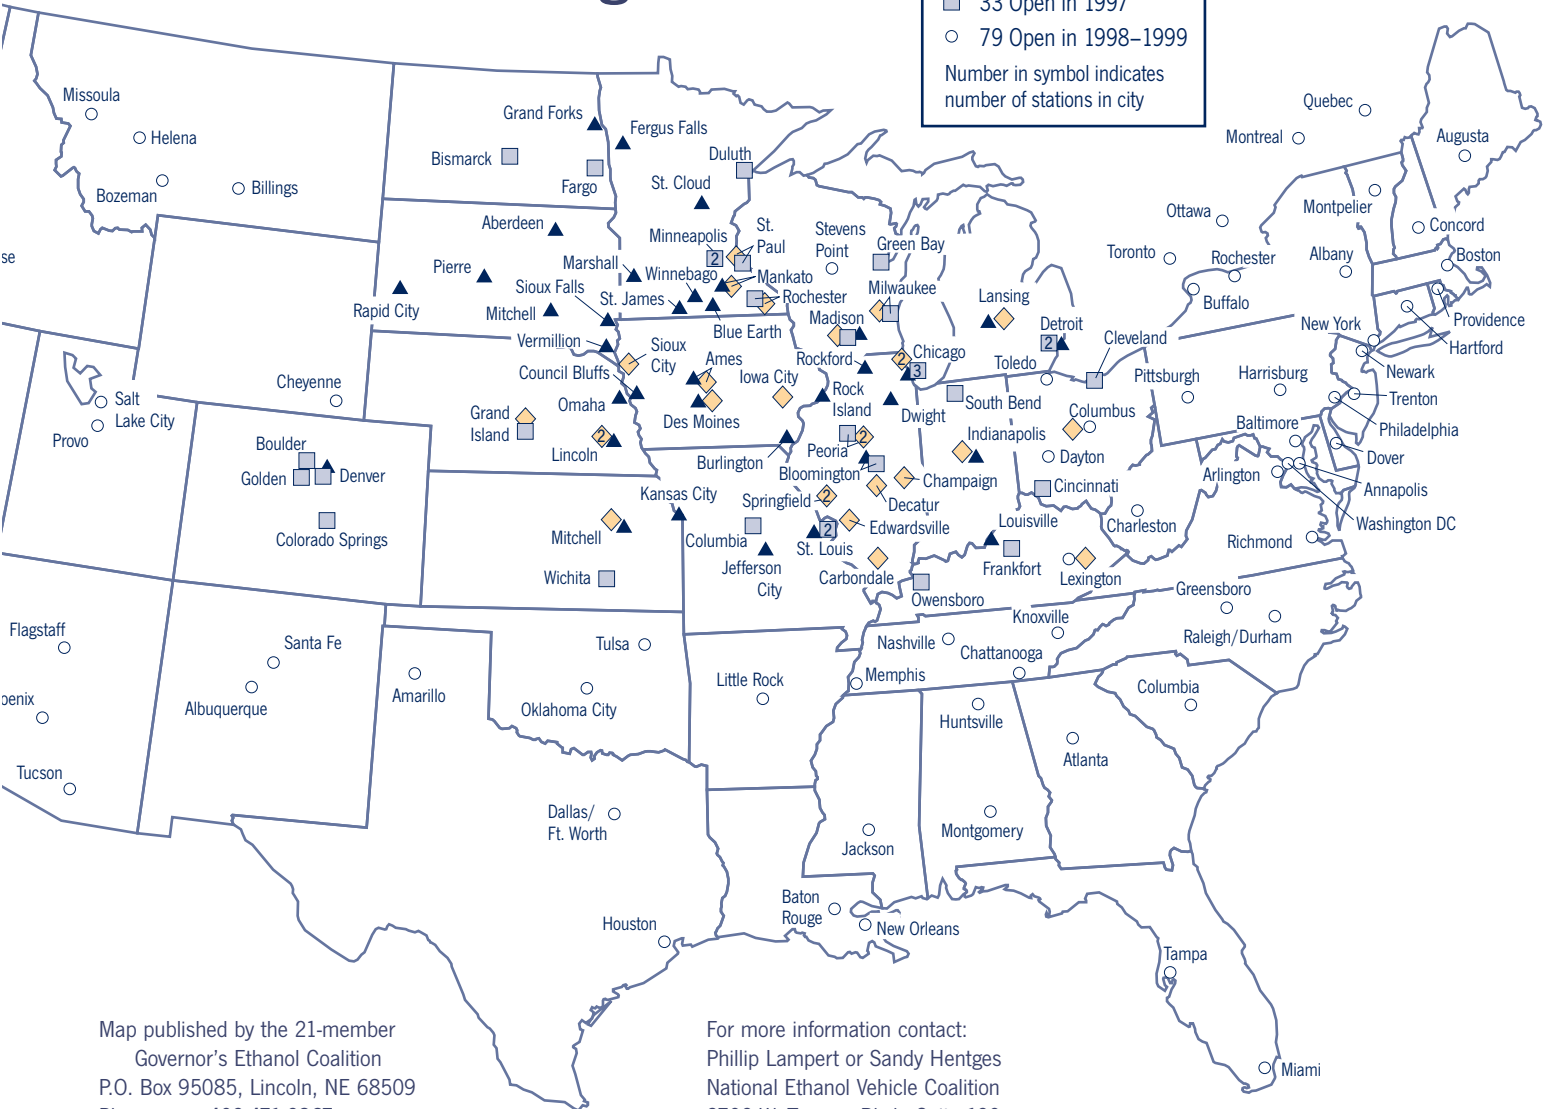 33 Open in 1997
79 Open in 1998–1999
Number in symbol indicates
number of stations in city
Missoula
Helena
Bozeman
Billings
Grand Forks
Fergus Falls
Bismarck
Fargo
Duluth
St. Cloud
Aberdeen
Minneapolis
2
St.
Paul
Stevens
Point
Green Bay
Pierre
Marshall
Winnebago
Mankato
Sioux Falls
St. James
Rochester
Milwaukee
Lansing
Rapid City
Mitchell
Blue Earth
Madison
Detroit
2
Vermillion
Sioux
City
Ames
Rockford
2
Chicago
3
Toledo
Cleveland
Council Bluffs
Iowa City
Rock
Island
Dwight
South Bend
Omaha
Des Moines
Columbus
Grand
Island
2
Lincoln
Burlington
Peoria
2
Indianapolis
Dayton
Bloomington
Champaign
Cincinnati
Kansas City
Springfield
2
Decatur
Edwardsville
Louisville
Mitchell
Columbia
2
St. Louis
Jefferson
City
Carbondale
Frankfort
Lexington
Wichita
Owensboro
Quebec
Montreal
Augusta
Ottawa
Montpelier
Concord
Toronto
Rochester
Albany
Boston
Buffalo
Providence
New York
Hartford
Newark
Pittsburgh
Harrisburg
Trenton
Baltimore
Philadelphia
Dover
Arlington
Annapolis
Washington DC
Charleston
Richmond
Greensboro
Raleigh/Durham
Knoxville
Nashville
Chattanooga
Memphis
Columbia
Huntsville
Atlanta
Montgomery
Jackson
Baton
Rouge
New Orleans
Tampa
Miami
se
Salt
Lake City
Provo
Cheyenne
Boulder
Golden
Denver
Colorado Springs
Flagstaff
Santa Fe
Albuquerque
oenix
Tucson
Amarillo
Tulsa
Oklahoma City
Little Rock
Dallas/
Ft. Worth
Houston
Map published by the 21-member
Governor's Ethanol Coalition
P.O. Box 95085, Lincoln, NE 68509
For more information contact:
Phillip Lampert or Sandy Hentges
National Ethanol Vehicle Coalition